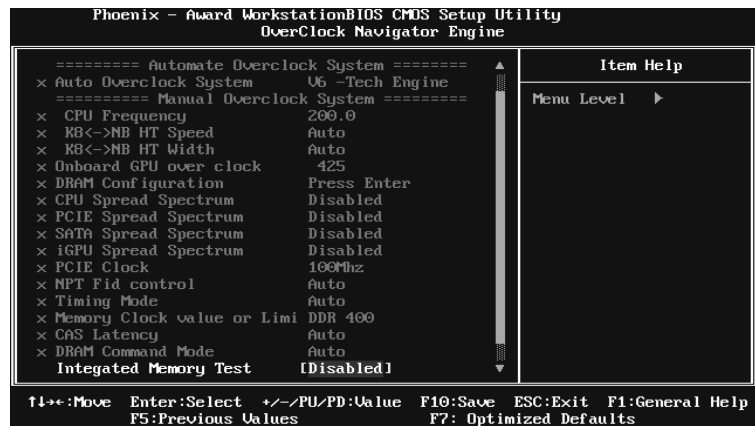 Phoenix - Award WorkstationBIOS CMOS Setup Utility
OverClock Navigator Engine
========= Automate Overclock System ========
Item Help
x Auto Overclock System V6 -Tech Engine
========== Manual Overclock System =========
Menu Level ▶
x CPU Frequency 200.0
x K8<->NB HT Speed Auto
x K8<->NB HT Width Auto
x Onboard GPU over clock 425
x DRAM Configuration Press Enter
x CPU Spread Spectrum Disabled
x PCIE Spread Spectrum Disabled
x SATA Spread Spectrum Disabled
x iGPU Spread Spectrum Disabled
x PCIE Clock 100Mhz
x NPT Fid control Auto
x Timing Mode Auto
x Memory Clock value or Limi DDR 400
x CAS Latency Auto
x DRAM Command Mode Auto
Integated Memory Test [Disabled]
↑↓→←:Move Enter:Select +/-/PU/PD:Value F10:Save ESC:Exit F1:General Help
F5:Previous Values F7: Optimized Defaults